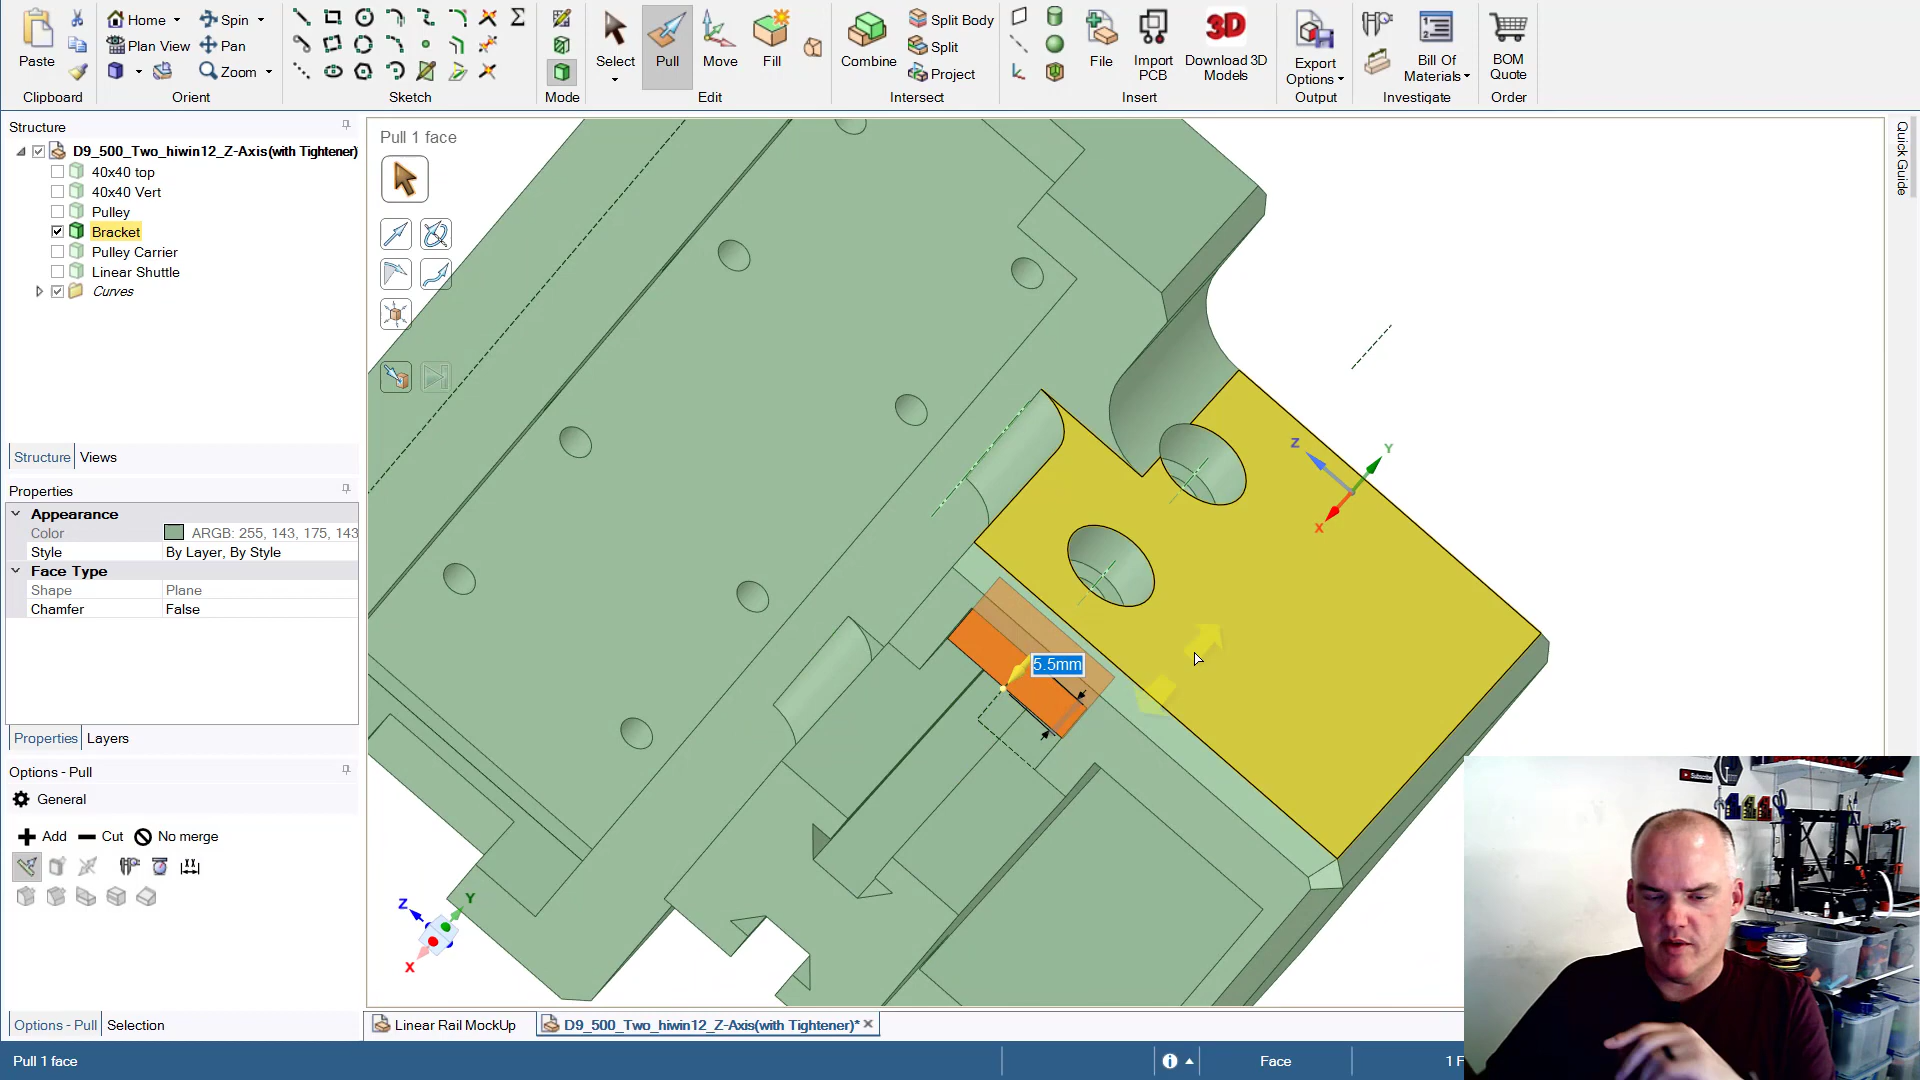 Paste
Clipboard
Home
Spin
Plan View
Pan
Zoom
Orient
Sketch
Mode
Select
Pull
Move
Fill
Edit
Combine
Split Body
Split
Project
Intersect
File
Import PCB
Download 3D Models
3D
Insert
Export Options
Output
Bill Of Materials
Investigate
BOM Quote
Order
Structure
D9_500_Two_hiwin12_Z-Axis(with Tightener)
40x40 top
40x40 Vert
Pulley
Bracket
Pulley Carrier
Linear Shuttle
Curves
Structure
Views
Properties
Appearance
Color
ARGB: 255, 143, 175, 143
Style
By Layer, By Style
Face Type
Shape
Plane
Chamfer
False
Properties
Layers
Options - Pull
General
Add
Cut
No merge
Options - Pull
Selection
Pull 1 face
Z
Y
X
5.5mm
Z
Y
X
Quick Guide
Subscribe
Linear Rail MockUp
D9_500_Two_hiwin12_Z-Axis(with Tightener)*
Pull 1 face
Face
1 F